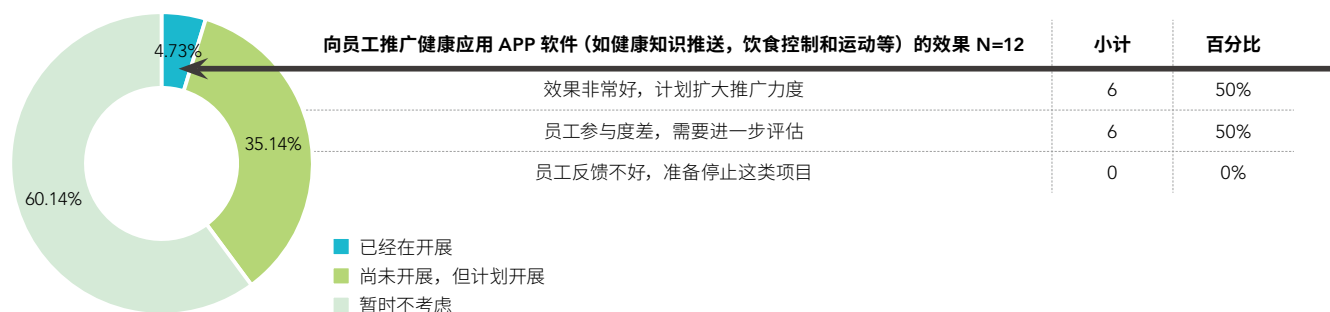 4.73%
35.14%
60.14%
向员工推广健康应用 APP 软件（如健康知识推送，饮食控制和运动等）的效果 N=12 小计 百分比
效果非常好，计划扩大推广力度 6 50%
员工参与度差，需要进一步评估 6 50%
员工反馈不好，准备停止这类项目 0 0%
已经在开展
尚未开展，但计划开展
暂时不考虑